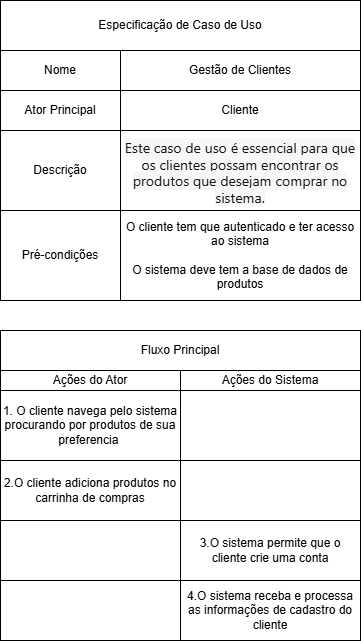 Especificação de Caso de Uso
Nome
Gestão de Clientes
Ator Principal
Cliente
Descrição
Este caso de uso é essencial para que
os clientes possam encontrar os
produtos que desejam comprar no
sistema.
Pré-condições
O cliente tem que autenticado e ter acesso
ao sistema
O sistema deve tem a base de dados de
produtos
Fluxo Principal
Ações do Ator
Ações do Sistema
1. O cliente navega pelo sistema
procurando por produtos de sua
preferencia
2.O cliente adiciona produtos no
carrinha de compras
3.O sistema permite que o
cliente crie uma conta
4.O sistema receba e processa
as informações de cadastro do
cliente